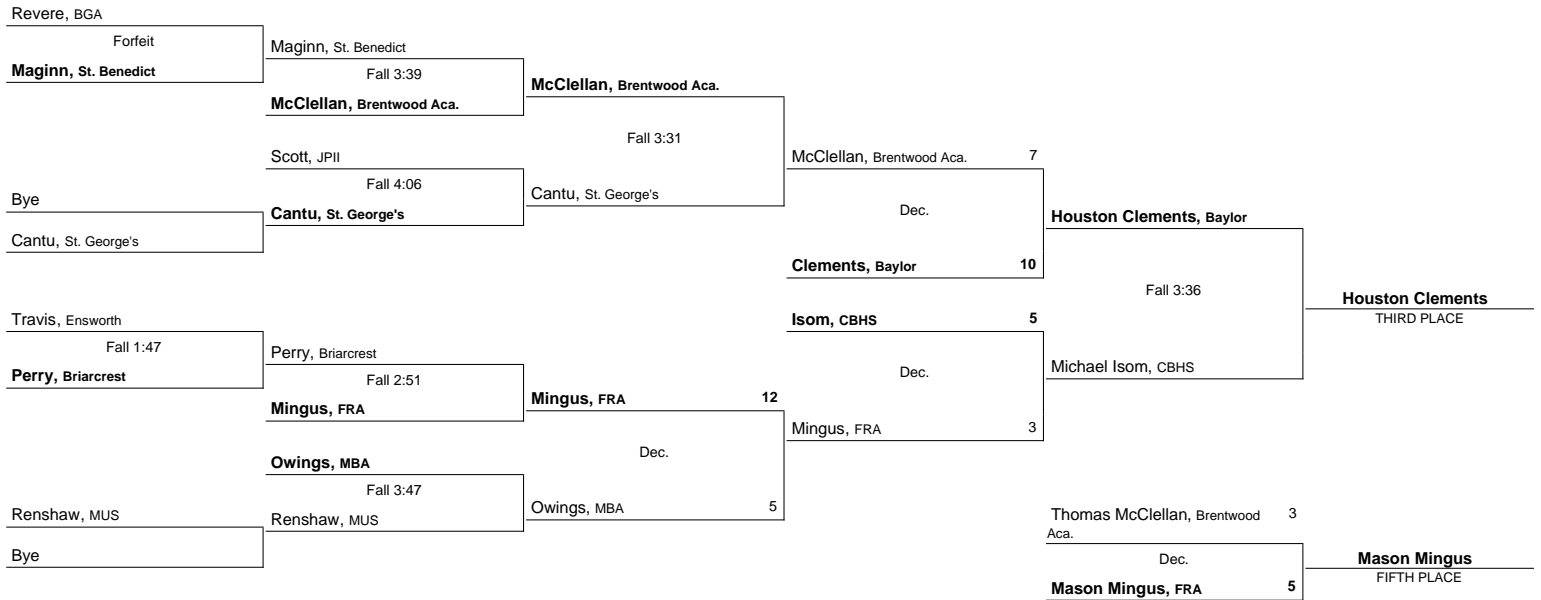 Revere, BGA
Forfeit
Maginn, St. Benedict
Bye
Cantu, St. George's
Travis, Ensworth
Fall 1:47
Perry, Briarcrest
Renshaw, MUS
Bye
Maginn, St. Benedict
Fall 3:39
McClellan, Brentwood Aca.
Scott, JPII
Fall 4:06
Cantu, St. George's
Perry, Briarcrest
Fall 2:51
Mingus, FRA
Owings, MBA
Fall 3:47
Renshaw, MUS
McClellan, Brentwood Aca.
Fall 3:31
Cantu, St. George's
Mingus, FRA 12
Dec.
Owings, MBA 5
McClellan, Brentwood Aca. 7
Dec.
Clements, Baylor 10
Isom, CBHS 5
Dec.
Mingus, FRA 3
Houston Clements, Baylor
Fall 3:36
Michael Isom, CBHS
Houston Clements
THIRD PLACE
Thomas McClellan, Brentwood 3
Aca.
Dec.
Mason Mingus, FRA 5
Mason Mingus
FIFTH PLACE